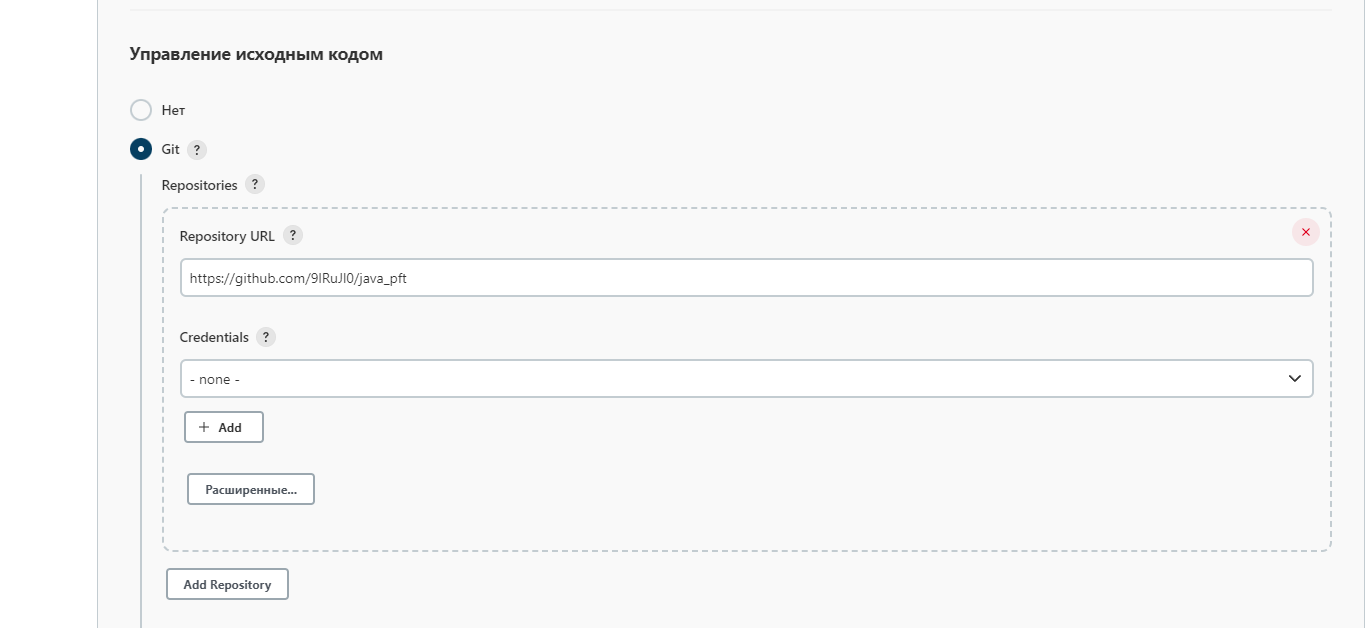 Управление исходным кодом
Нет
Git ?
Repositories ?
Repository URL ?
https://github.com/9IRuJI0/java_pft
Credentials ?
- none -
+ Add
Расширенные...
Add Repository